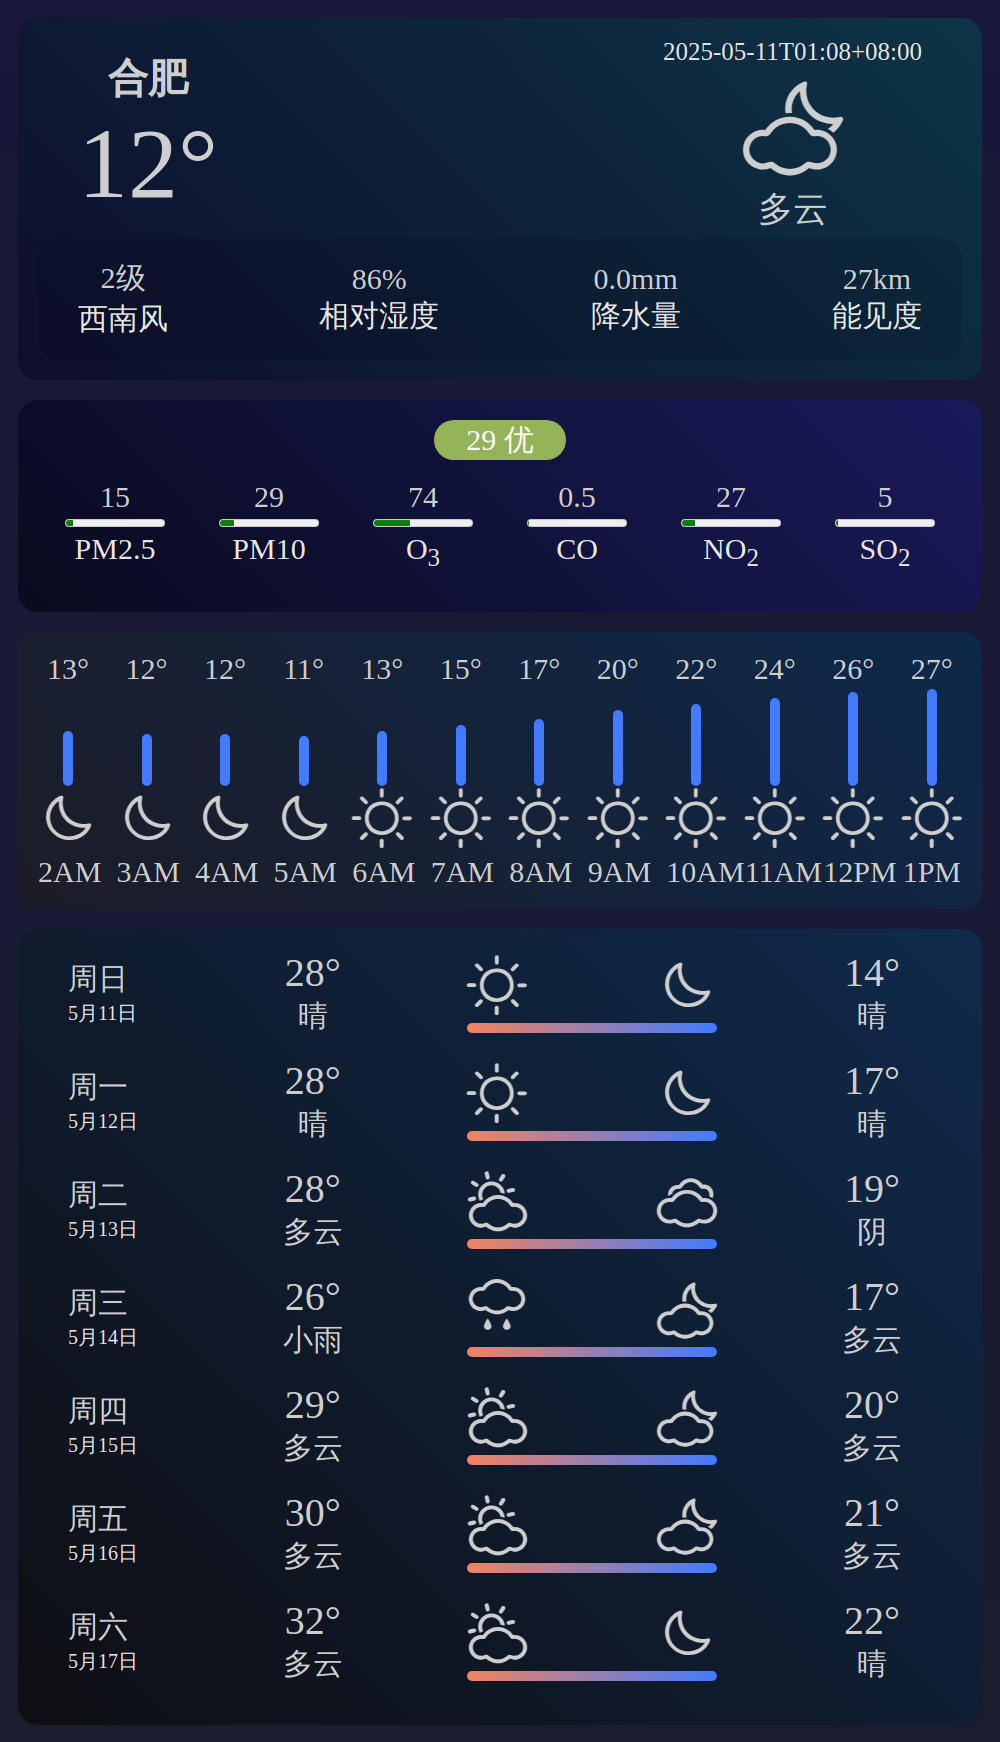 合肥
12°
2025-05-11T01:08+08:00
多云
2级 86% 0.0mm 27km
西南风 相对湿度 降水量 能见度
29 优
15 29 74 0.5 27 5
PM2.5 PM10 O3 CO NO2 SO2
13° 12° 12° 11° 13° 15° 17° 20° 22° 24° 26° 27°
2AM 3AM 4AM 5AM 6AM 7AM 8AM 9AM 10AM 11AM 12PM 1PM
周日 28° 14°
5月11日 晴 晴
周一 28° 17°
5月12日 晴 晴
周二 28° 19°
5月13日 多云 阴
周三 26° 17°
5月14日 小雨 多云
周四 29° 20°
5月15日 多云 多云
周五 30° 21°
5月16日 多云 多云
周六 32° 22°
5月17日 多云 晴